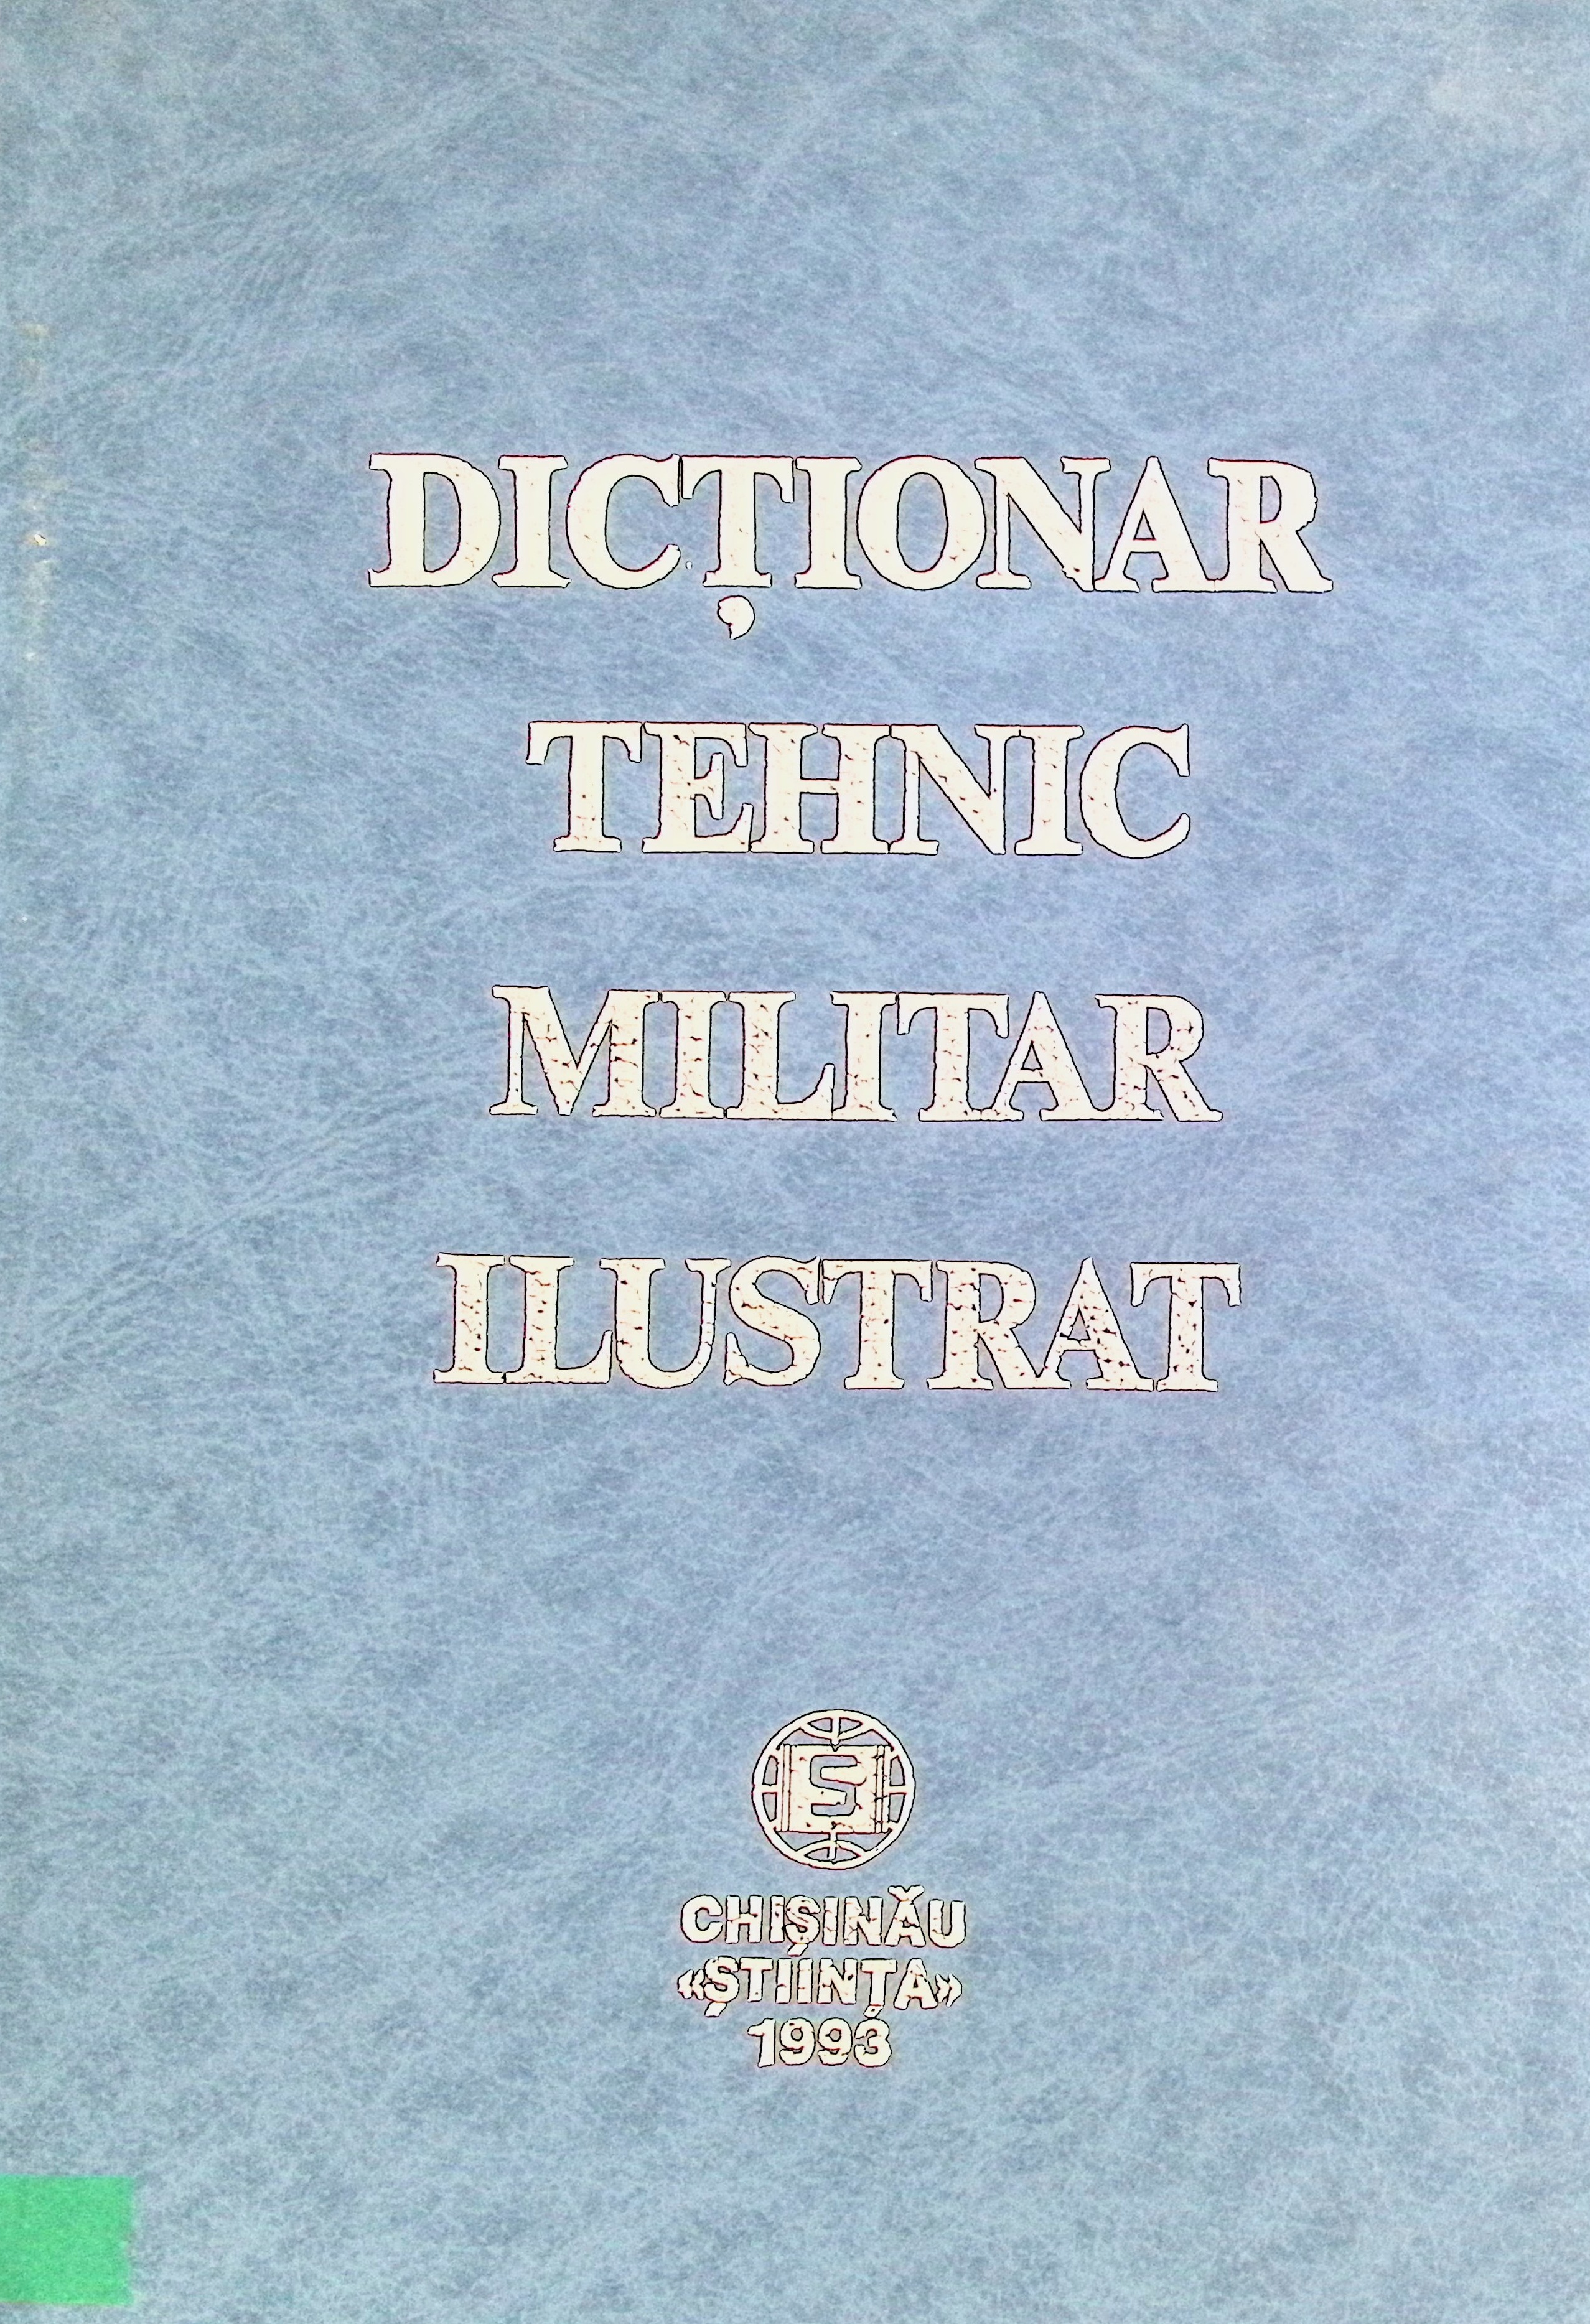 DICȚIONAR
TEHNIC
MILITAR
ILUSTRAT
Ș
CHIȘINĂU
«ȘTIINȚA»
1993